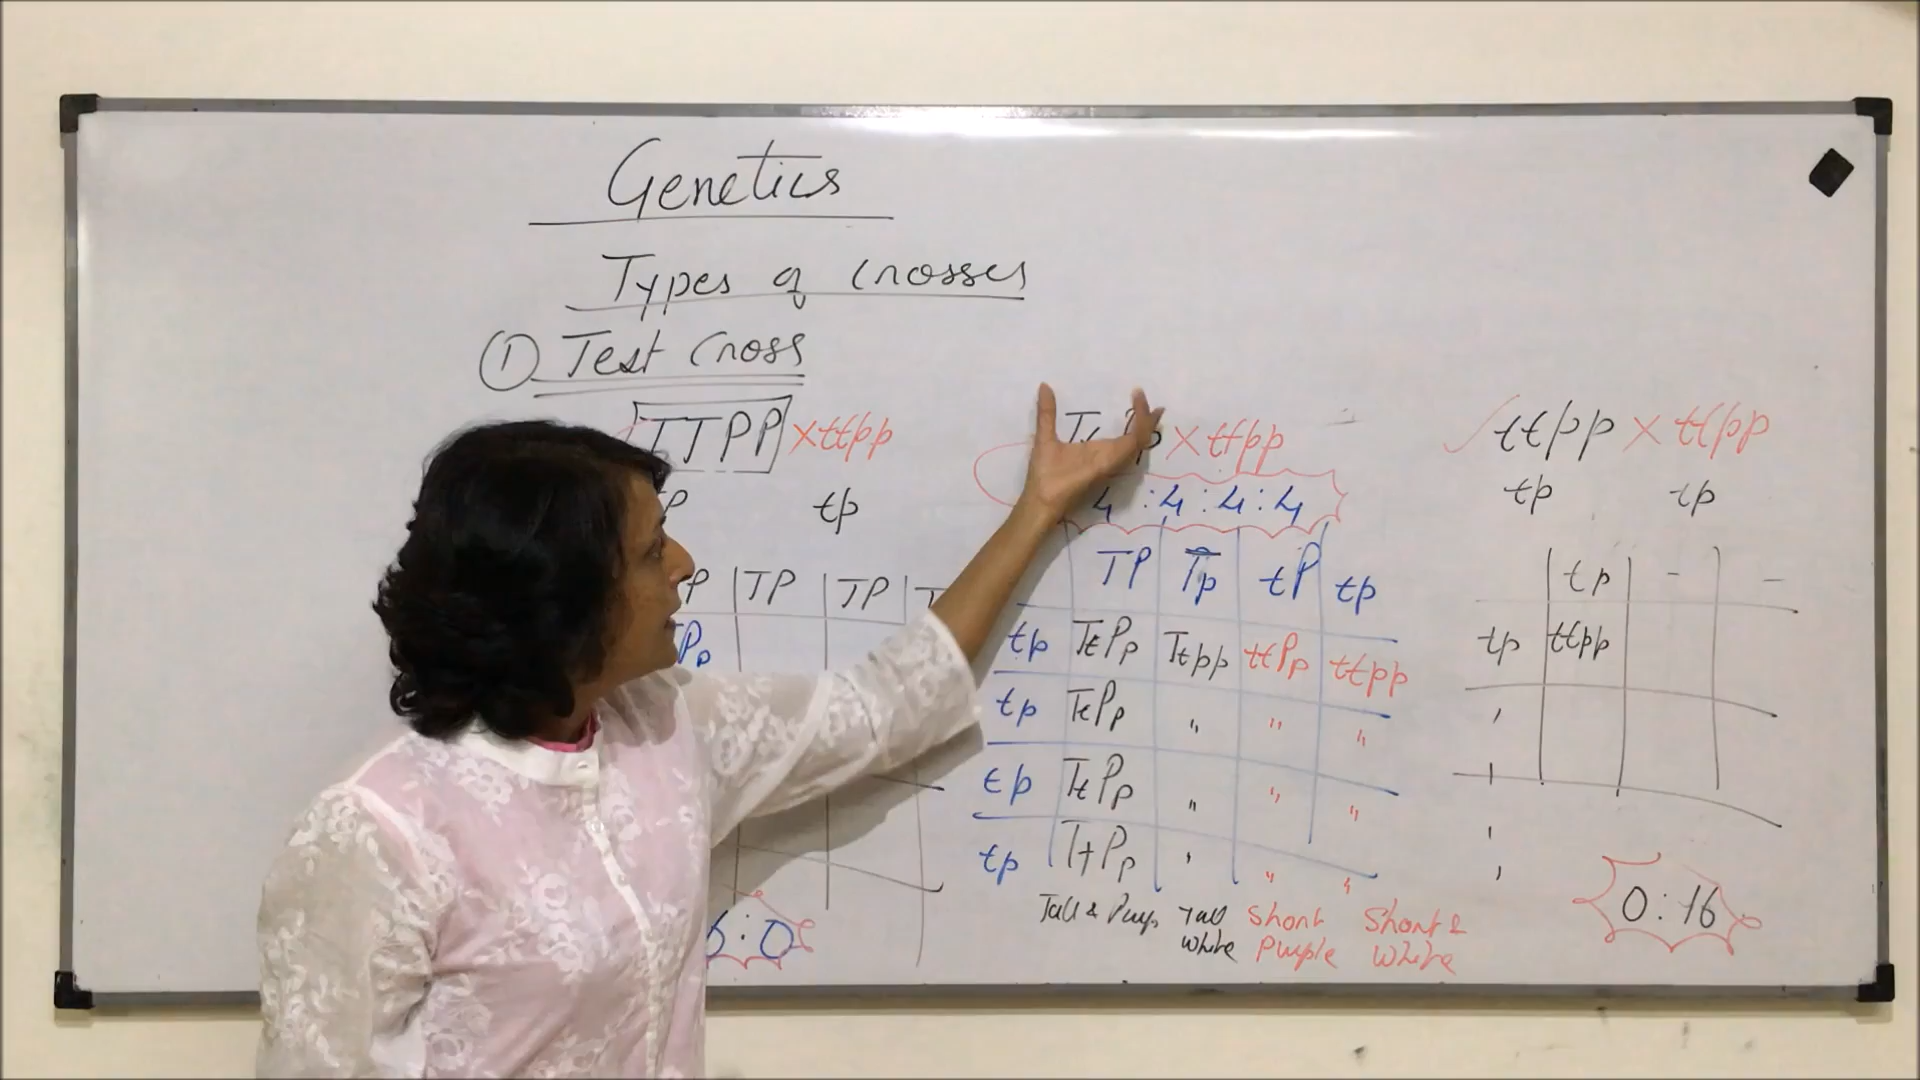 Genetics
Types of Crosses
① Test Cross
TTPP × ttpp
tp
TP TP
: 0
× ttpp
4 : 4 : 4 : 4
TP Tp tP tp
tp TtPp Ttpp ttPp ttpp
tp TtPp " " "
tp TtPp " " "
tp TtPp " " "
Tall & Tall Short Short &
White Purple White
ttpp × ttpp
tp tp
tp - -
tp ttpp
0 : 16